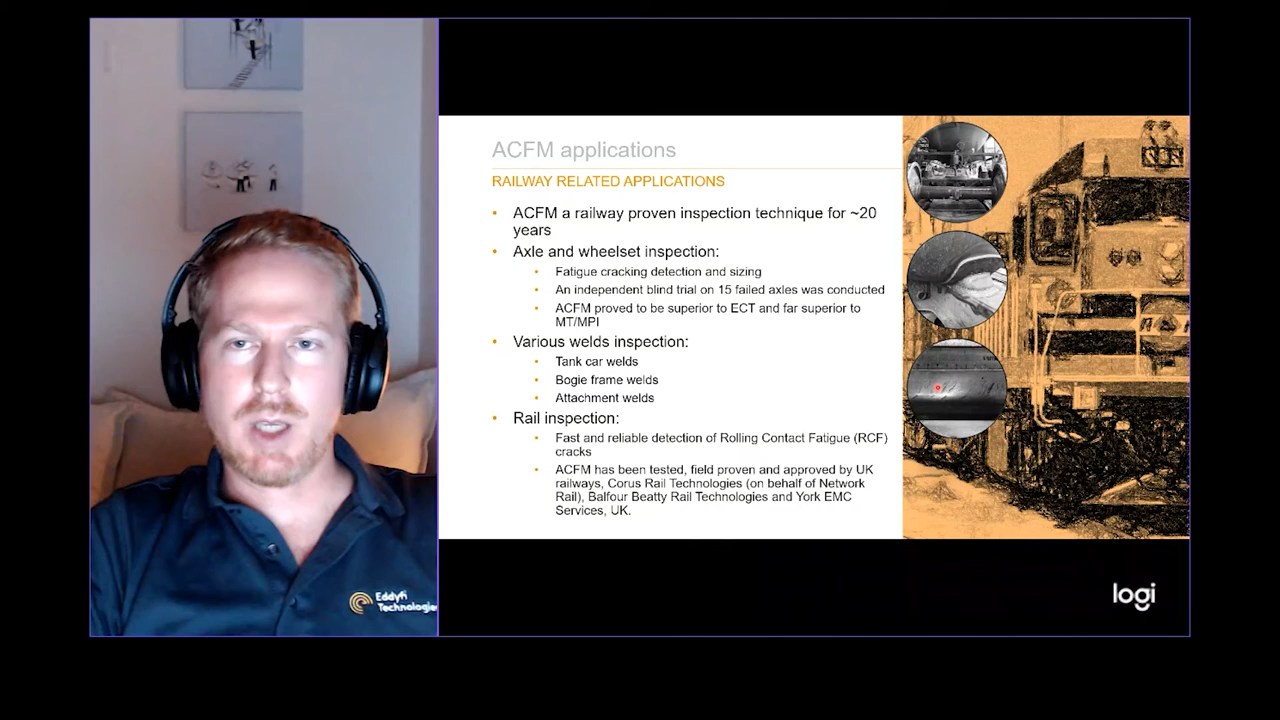 ACFM applications
RAILWAY RELATED APPLICATIONS
• ACFM a railway proven inspection technique for ~20
years
• Axle and wheelset inspection:
• Fatigue cracking detection and sizing
• An independent blind trial on 15 failed axles was conducted
• ACFM proved to be superior to ECT and far superior to
MT/MPI
• Various welds inspection:
• Tank car welds
• Bogie frame welds
• Attachment welds
• Rail inspection:
• Fast and reliable detection of Rolling Contact Fatigue (RCF)
cracks
• ACFM has been tested, field proven and approved by UK
railways, Corus Rail Technologies (on behalf of Network
Rail), Balfour Beatty Rail Technologies and York EMC
Services, UK.
Eddyfi
Technologies
logi